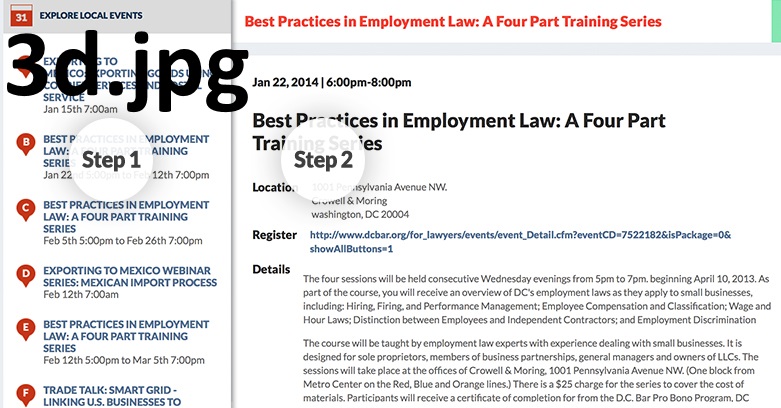 31 EXPLORE LOCAL EVENTS
3d.jpg
EXPORTING TO
MEXICO: EXPORTING GOODS USING
SERVICE
Jan 15th 7:00am
B BEST PRACTICES IN EMPLOYMENT
LAW: A FOUR PART TRAINING
SERIES
Jan 22nd 5:00pm to Feb 12th 7:00pm
Step 1
C BEST PRACTICES IN EMPLOYMENT
LAW: A FOUR PART TRAINING
SERIES
Feb 5th 5:00pm to Feb 26th 7:00pm
D EXPORTING TO MEXICO WEBINAR
SERIES: MEXICAN IMPORT PROCESS
Feb 12th 7:00am
E BEST PRACTICES IN EMPLOYMENT
LAW: A FOUR PART TRAINING
SERIES
Feb 12th 5:00pm to Mar 5th 7:00pm
F TRADE TALK: SMART GRID -
LINKING U.S. BUSINESSES TO
Best Practices in Employment Law: A Four Part Training Series
Jan 22, 2014 | 6:00pm-8:00pm
Best Practices in Employment Law: A Four Part
Training Series
Step 2
Location 1001 Pennsylvania Avenue NW.
Crowell & Moring
washington, DC 20004
Register http://www.dcbar.org/for_lawyers/events/event_Detail.cfm?eventCD=7522182&isPackage=0&
showAllButtons=1
Details
The four sessions will be held consecutive Wednesday evenings from 5pm to 7pm. beginning April 10, 2013. As
part of the course, you will receive an overview of DC's employment laws as they apply to small businesses,
including: Hiring, Firing, and Performance Management; Employee Compensation and Classification; Wage and
Hour Laws; Distinction between Employees and Independent Contractors; and Employment Discrimination
The course will be taught by employment law experts with experience dealing with small businesses. It is
designed for sole proprietors, members of business partnerships, general managers and owners of LLCs. The
sessions will take place at the offices of Crowell & Moring, 1001 Pennsylvania Avenue NW. (One block from
Metro Center on the Red, Blue and Orange lines.) There is a $25 charge for the series to cover the cost of
materials. Participants will receive a certificate of completion for from the D.C. Bar Pro Bono Program, DC